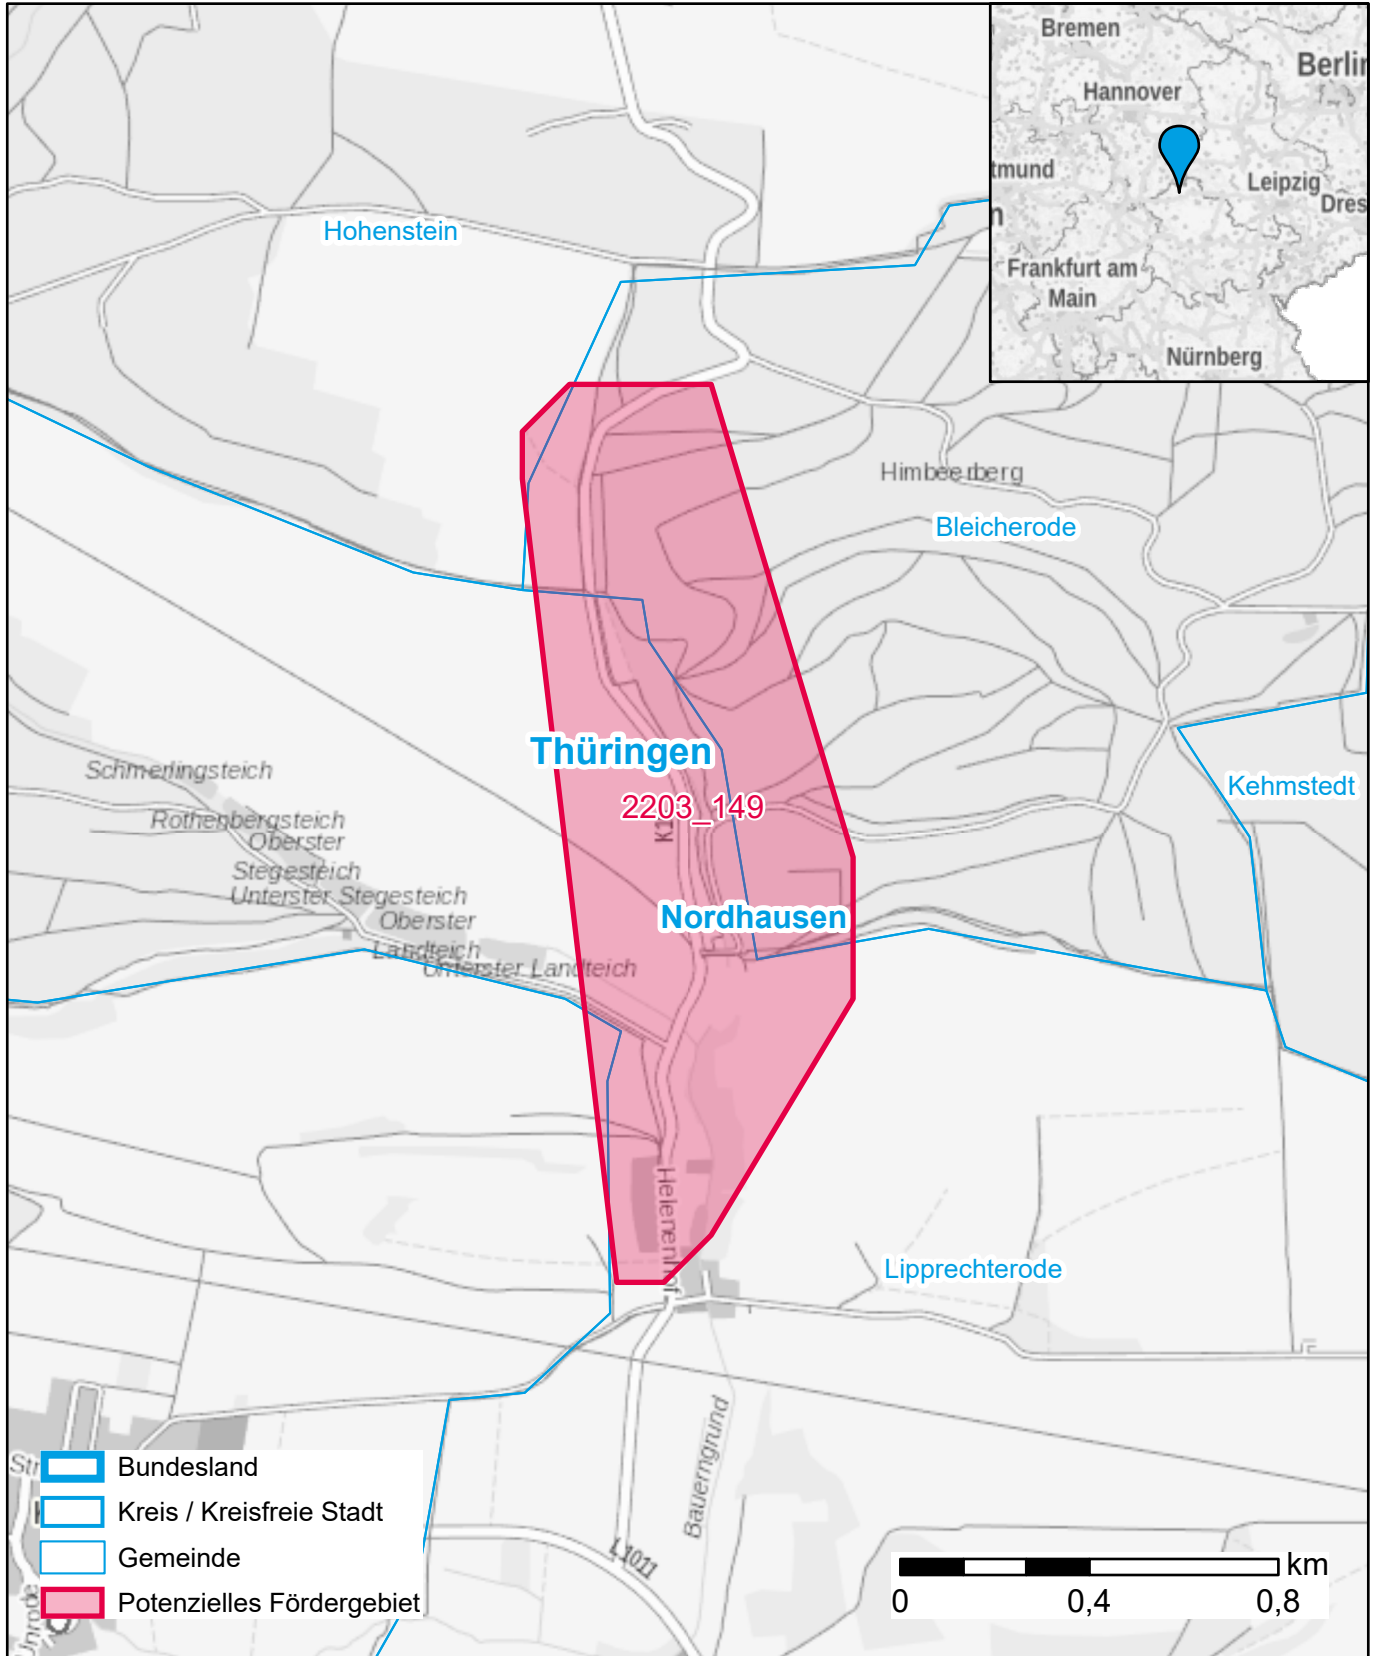 Bremen
Berlin
Hannover
tmund
Leipzig
Dres
n
Frankfurt am
Main
Nürnberg
Hohenstein
Himbeerberg
Bleicherode
Thüringen
Schmerlingsteich
Kehmstedt
2203_149
Rothenbergsteich
Oberster
Stegesteich
Unterster Stegesteich
Oberster
Nordhausen
Landteich
Unterster Landteich
Helenenhof
Lipprechterode
Bauerngrund
L1011
Str
Bundesland
Kreis / Kreisfreie Stadt
Gemeinde
Potenzielles Fördergebiet
km
0
0,4
0,8